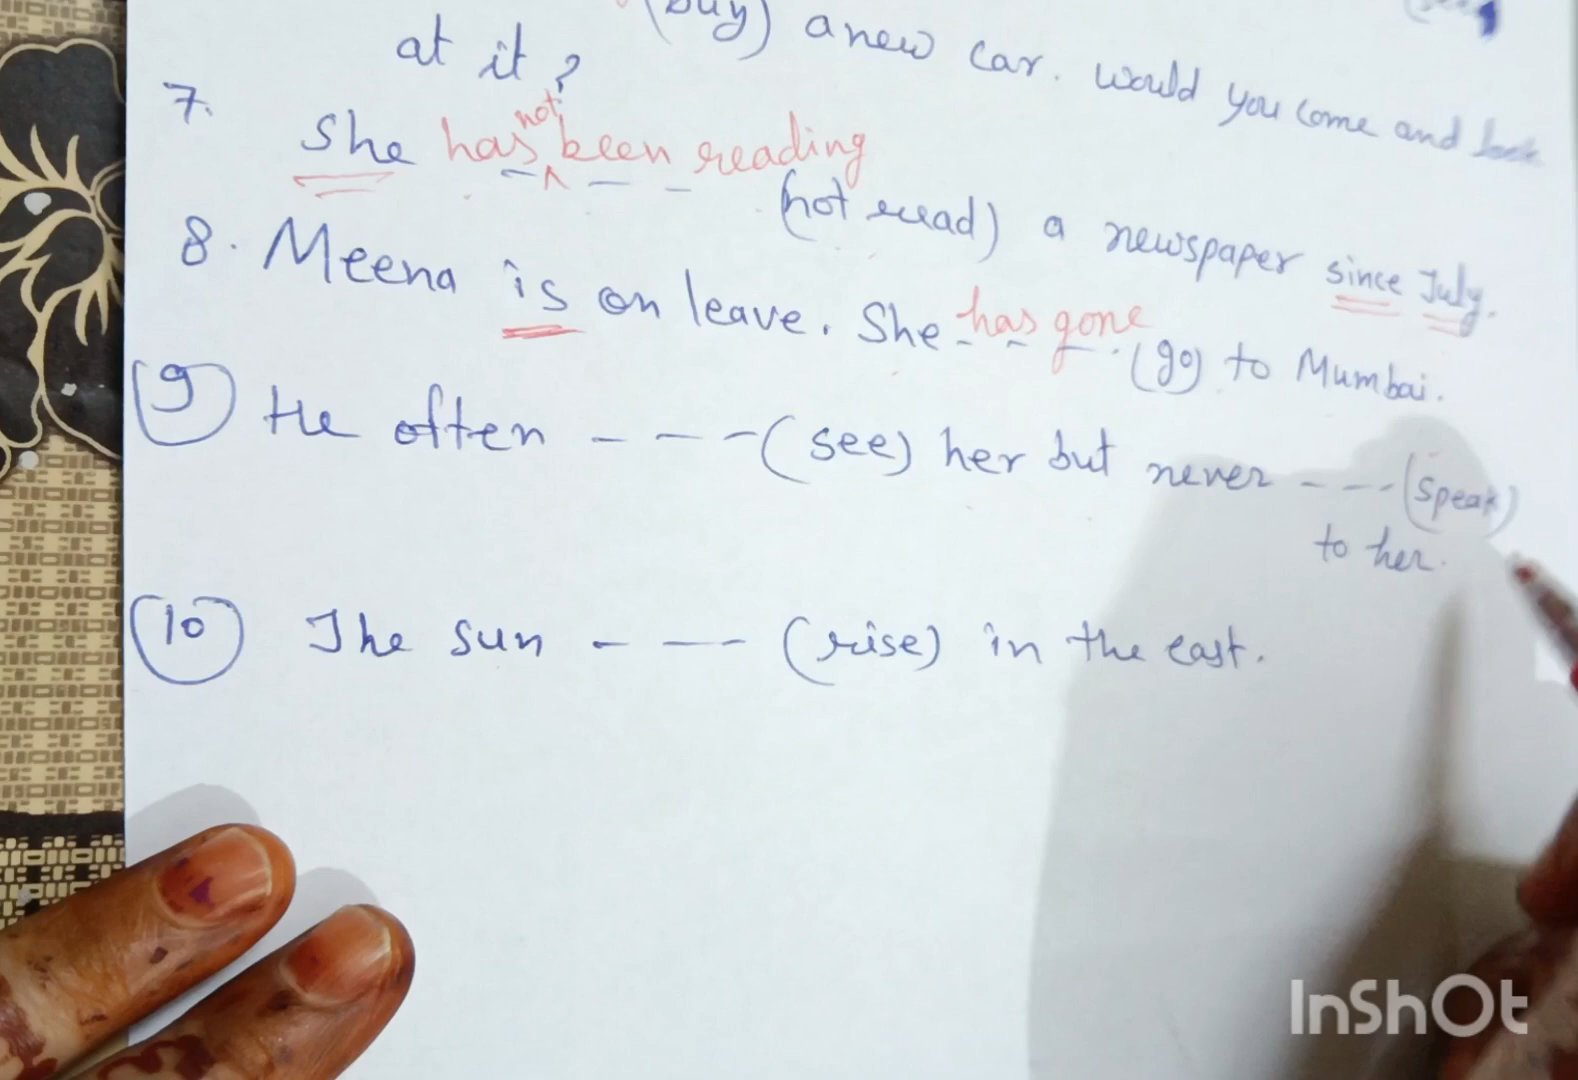 (buy) a new car. would you come and look
at it?
7. She has not been reading (not read) a newspaper since July.
8. Meena is on leave. She has gone (go) to Mumbai.
9 He often ---- (see) her but never --- (speak)
to her.
10 The sun --- (rise) in the east.
InShOt